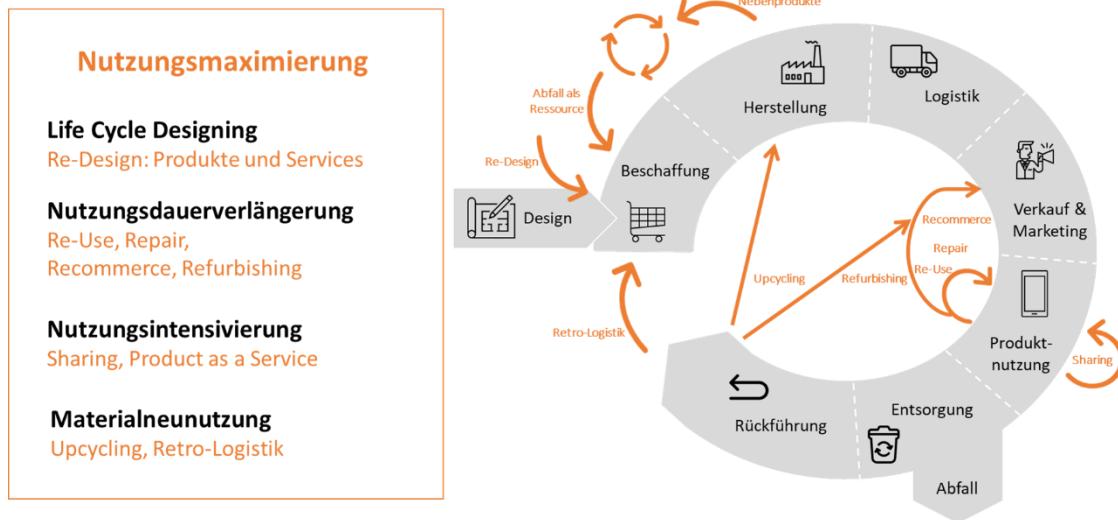 Nutzungsmaximierung
Life Cycle Designing
Re-Design: Produkte und Services
Nutzungsdauerverlängerung
Re-Use, Repair,
Recommerce, Refurbishing
Nutzungsintensivierung
Sharing, Product as a Service
Materialneunutzung
Upcycling, Retro-Logistik
Nebenprodukte
Abfall als
Ressource
Re-Design
Design
Beschaffung
Herstellung
Logistik
Verkauf &
Marketing
Recommerce
Repair
Re-Use
Upcycling
Refurbishing
Retro-Logistik
Produkt-
nutzung
Sharing
Entsorgung
Rückführung
Abfall